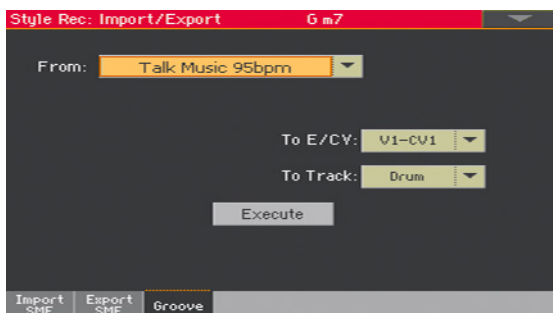 Style Rec: Import/Export G m7
From: Talk Music 95bpm
To E/CV: V1-CV1
To Track: Drum
Execute
Import SMF Export SMF Groove